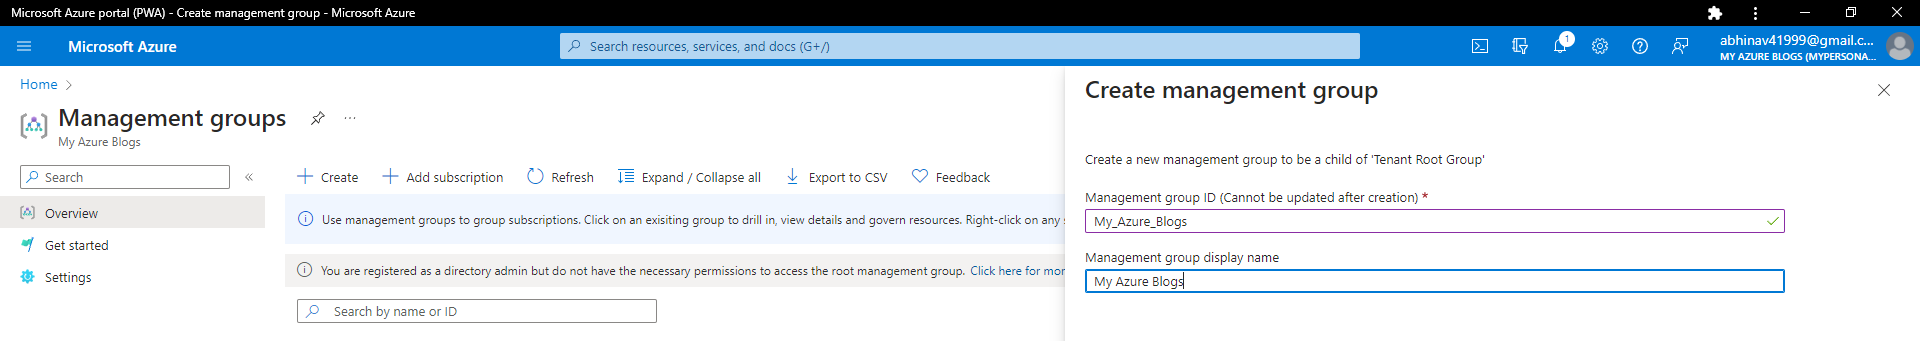 Microsoft Azure portal (PWA) - Create management group - Microsoft Azure
Microsoft Azure
Search resources, services, and docs (G+/)
1
abhinav41999@gmail.c...
MY AZURE BLOGS (MYPERSONA...
Home >
Management groups
...
My Azure Blogs
Search
«
Overview
Get started
Settings
Create
Add subscription
Refresh
Expand / Collapse all
Export to CSV
Feedback
Use management groups to group subscriptions. Click on an exisiting group to drill in, view details and govern resources. Right-click on any
You are registered as a directory admin but do not have the necessary permissions to access the root management group. Click here for mor
Search by name or ID
Create management group
Create a new management group to be a child of 'Tenant Root Group'
Management group ID (Cannot be updated after creation) *
My_Azure_Blogs
Management group display name
My Azure Blogs